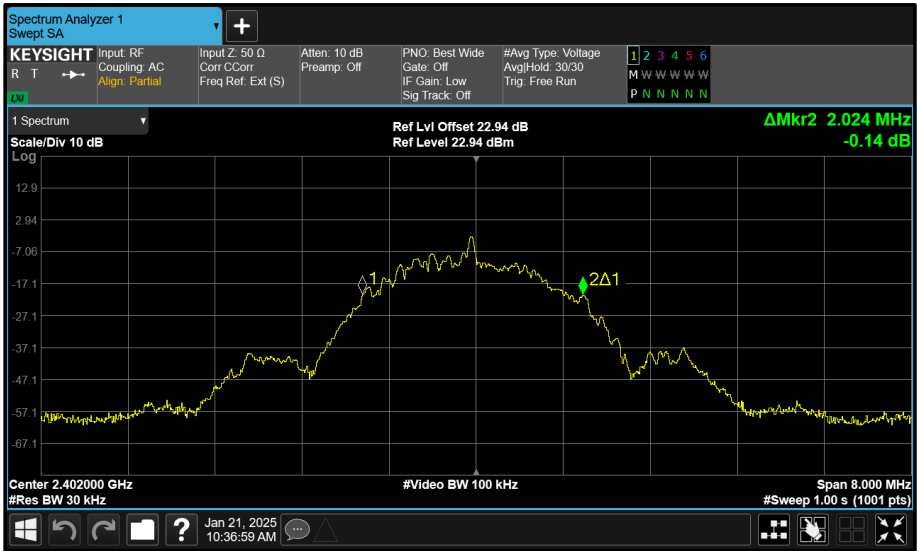 Spectrum Analyzer 1
Swept SA
+
KEYSIGHT
R T
LXI
Input: RF
Coupling: AC
Align: Partial
Input Z: 50 Ω
Corr CCorr
Freq Ref: Ext (S)
Atten: 10 dB
Preamp: Off
PNO: Best Wide
Gate: Off
IF Gain: Low
Sig Track: Off
#Avg Type: Voltage
Avg|Hold: 30/30
Trig: Free Run
1 2 3 4 5 6
M W W W W W
P N N N N N
1 Spectrum
Scale/Div 10 dB
Ref Lvl Offset 22.94 dB
Ref Level 22.94 dBm
ΔMkr2 2.024 MHz
-0.14 dB
Log
12.9
2.94
-7.06
-17.1
-27.1
-37.1
-47.1
-57.1
-67.1
1
2Δ1
Center 2.402000 GHz
#Res BW 30 kHz
#Video BW 100 kHz
Span 8.000 MHz
#Sweep 1.00 s (1001 pts)
?
Jan 21, 2025
10:36:59 AM